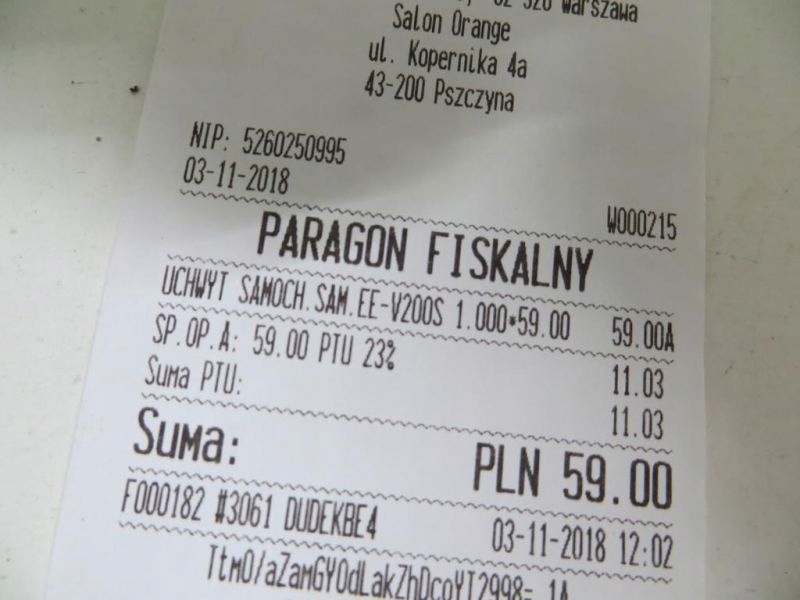 Warszawa
Salon Orange
ul. Kopernika 4a
43-200 Pszczyna
NIP: 5260250995
03-11-2018 W000215
PARAGON FISKALNY
UCHWYT SAMOCH.SAM.EE-V200S 1.000*59.00 59.00A
SP.OP.A: 59.00 PTU 23% 11.03
Suma PTU: 11.03
Suma: PLN 59.00
F000182 #3061 DUDEKBE4 03-11-2018 12:02